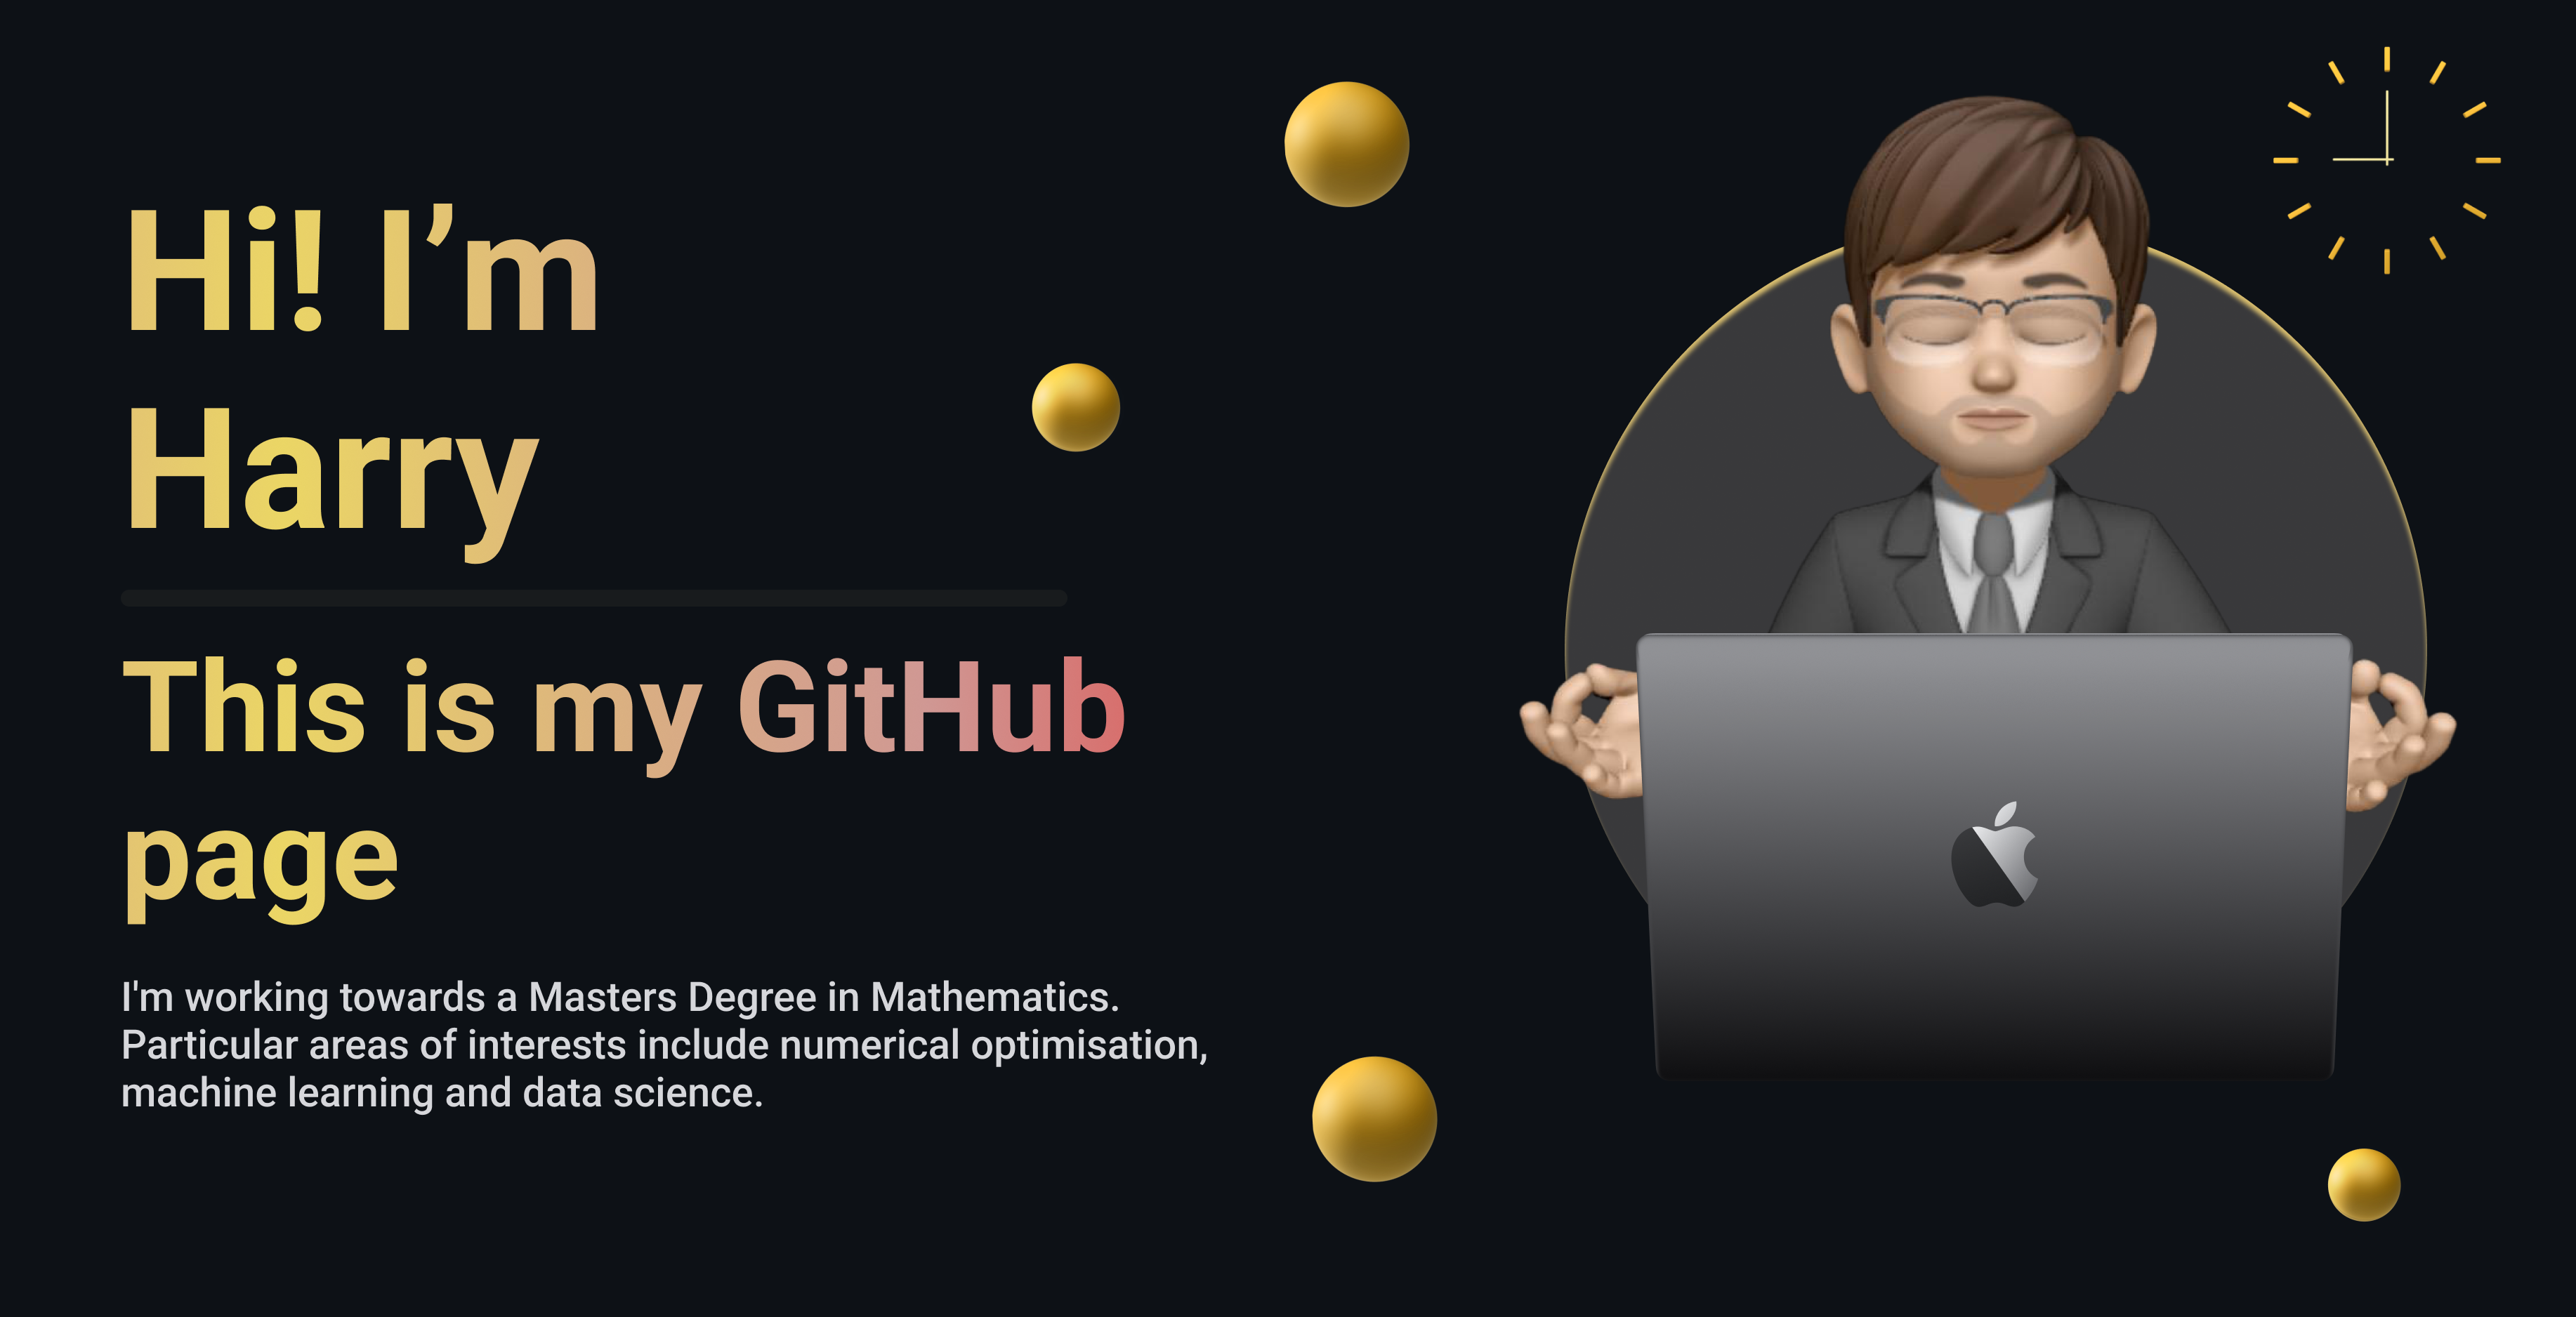 Hi! I’m
Harry
This is my GitHub
page
I'm working towards a Masters Degree in Mathematics.
Particular areas of interests include numerical optimisation,
machine learning and data science.